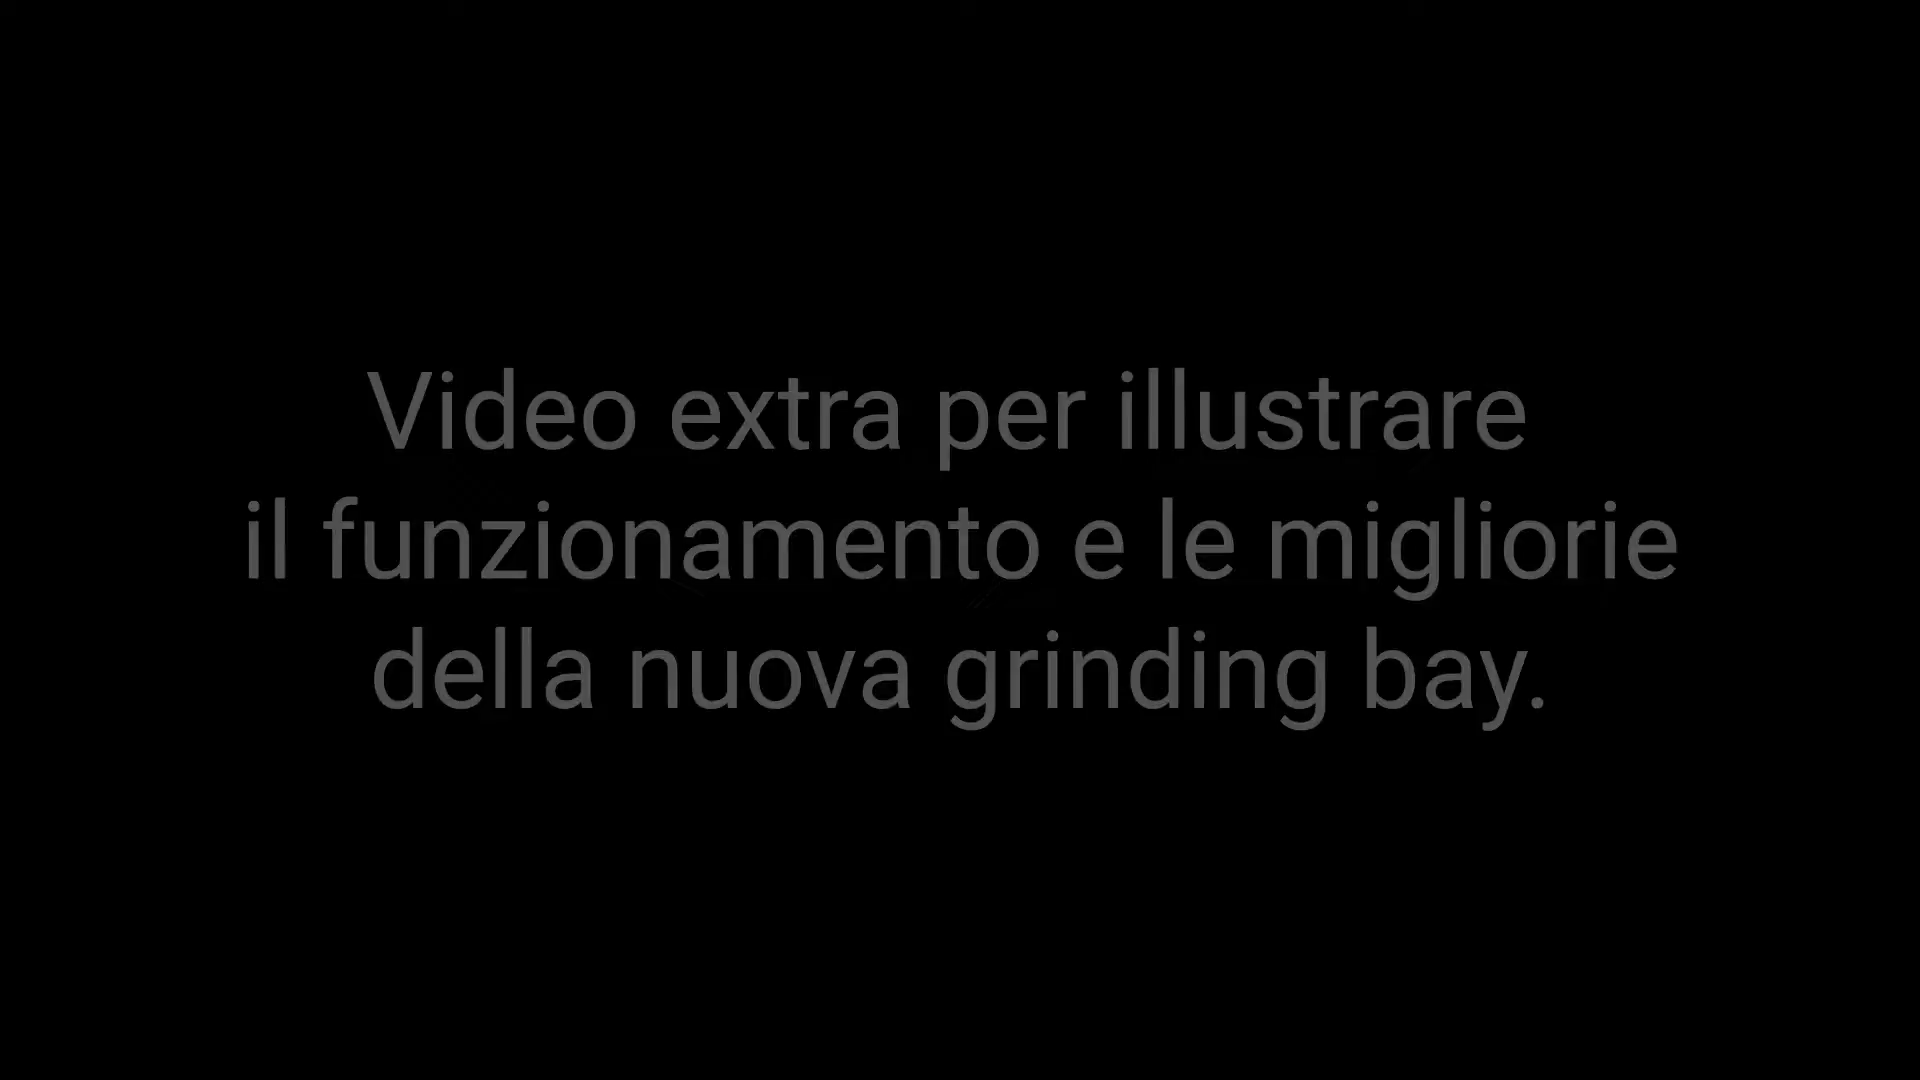 Video extra per illustrare
il funzionamento e le migliorie
della nuova grinding bay.